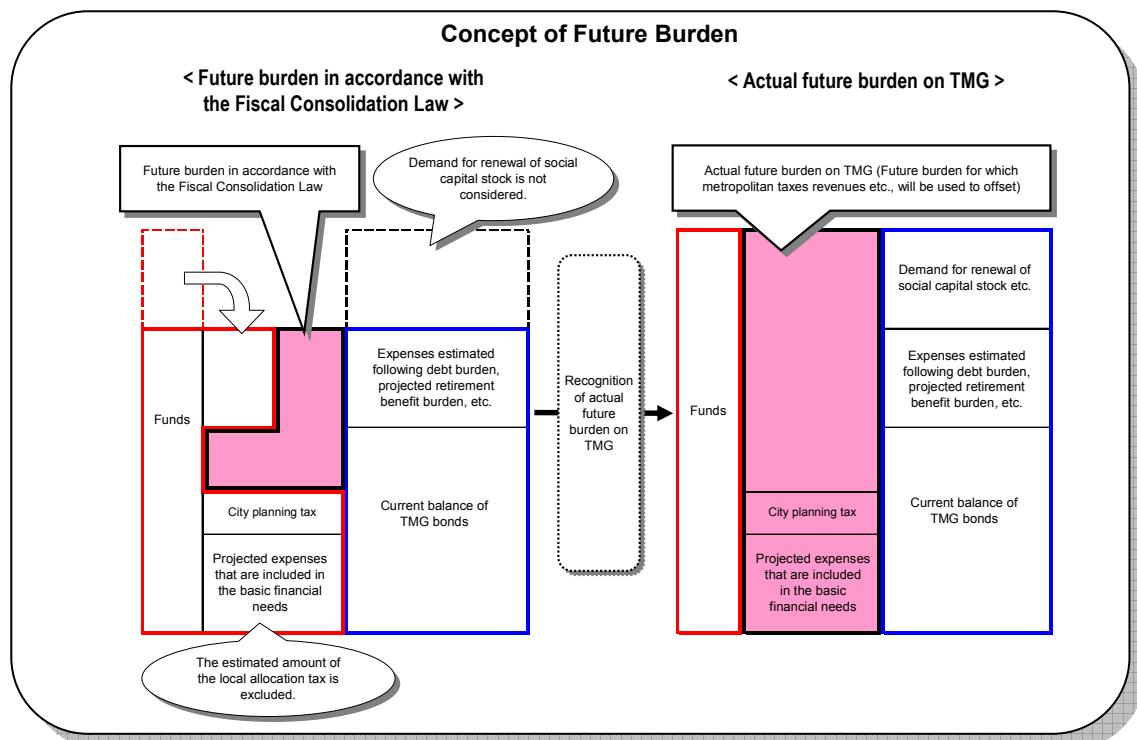 Concept of Future Burden
< Future burden in accordance with
the Fiscal Consolidation Law >
< Actual future burden on TMG >
Future burden in accordance with
the Fiscal Consolidation Law
Demand for renewal of social
capital stock is not
considered.
Actual future burden on TMG (Future burden for which
metropolitan taxes revenues etc., will be used to offset)
Funds
City planning tax
Projected expenses
that are included in
the basic financial
needs
Expenses estimated
following debt burden,
projected retirement
benefit burden, etc.
Current balance of
TMG bonds
The estimated amount of
the local allocation tax is
excluded.
Recognition
of actual
future
burden on
TMG
Funds
City planning tax
Projected expenses
that are included in
the basic
financial needs
Demand for renewal of
social capital stock etc.
Expenses estimated
following debt burden,
projected retirement
benefit burden, etc.
Current balance of
TMG bonds